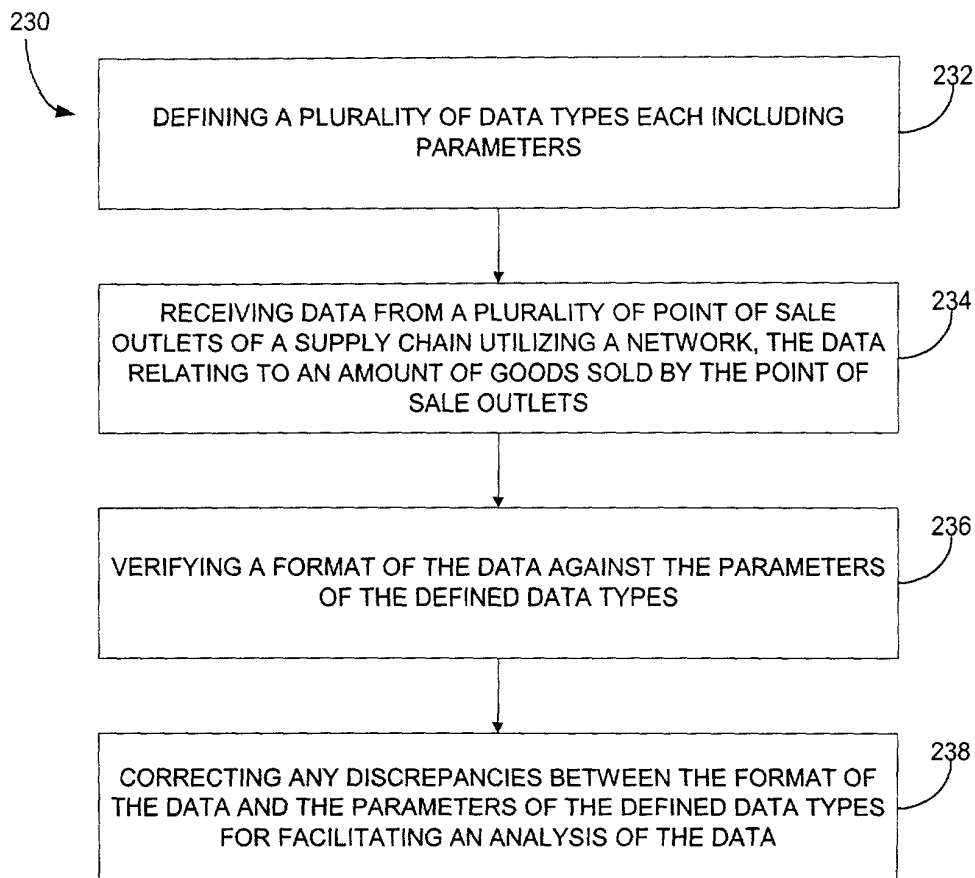 230
232
DEFINING A PLURALITY OF DATA TYPES EACH INCLUDING
PARAMETERS
234
RECEIVING DATA FROM A PLURALITY OF POINT OF SALE
OUTLETS OF A SUPPLY CHAIN UTILIZING A NETWORK, THE DATA
RELATING TO AN AMOUNT OF GOODS SOLD BY THE POINT OF
SALE OUTLETS
236
VERIFYING A FORMAT OF THE DATA AGAINST THE PARAMETERS
OF THE DEFINED DATA TYPES
238
CORRECTING ANY DISCREPANCIES BETWEEN THE FORMAT OF
THE DATA AND THE PARAMETERS OF THE DEFINED DATA TYPES
FOR FACILITATING AN ANALYSIS OF THE DATA